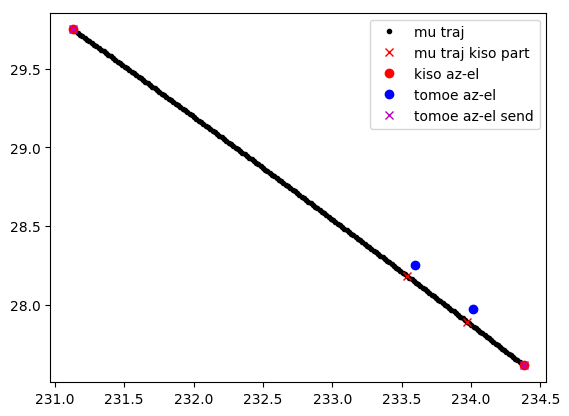 mu traj
mu traj kiso part
kiso az-el
tomoe az-el
tomoe az-el send
29.5
29.0
28.5
28.0
231.0 231.5 232.0 232.5 233.0 233.5 234.0 234.5